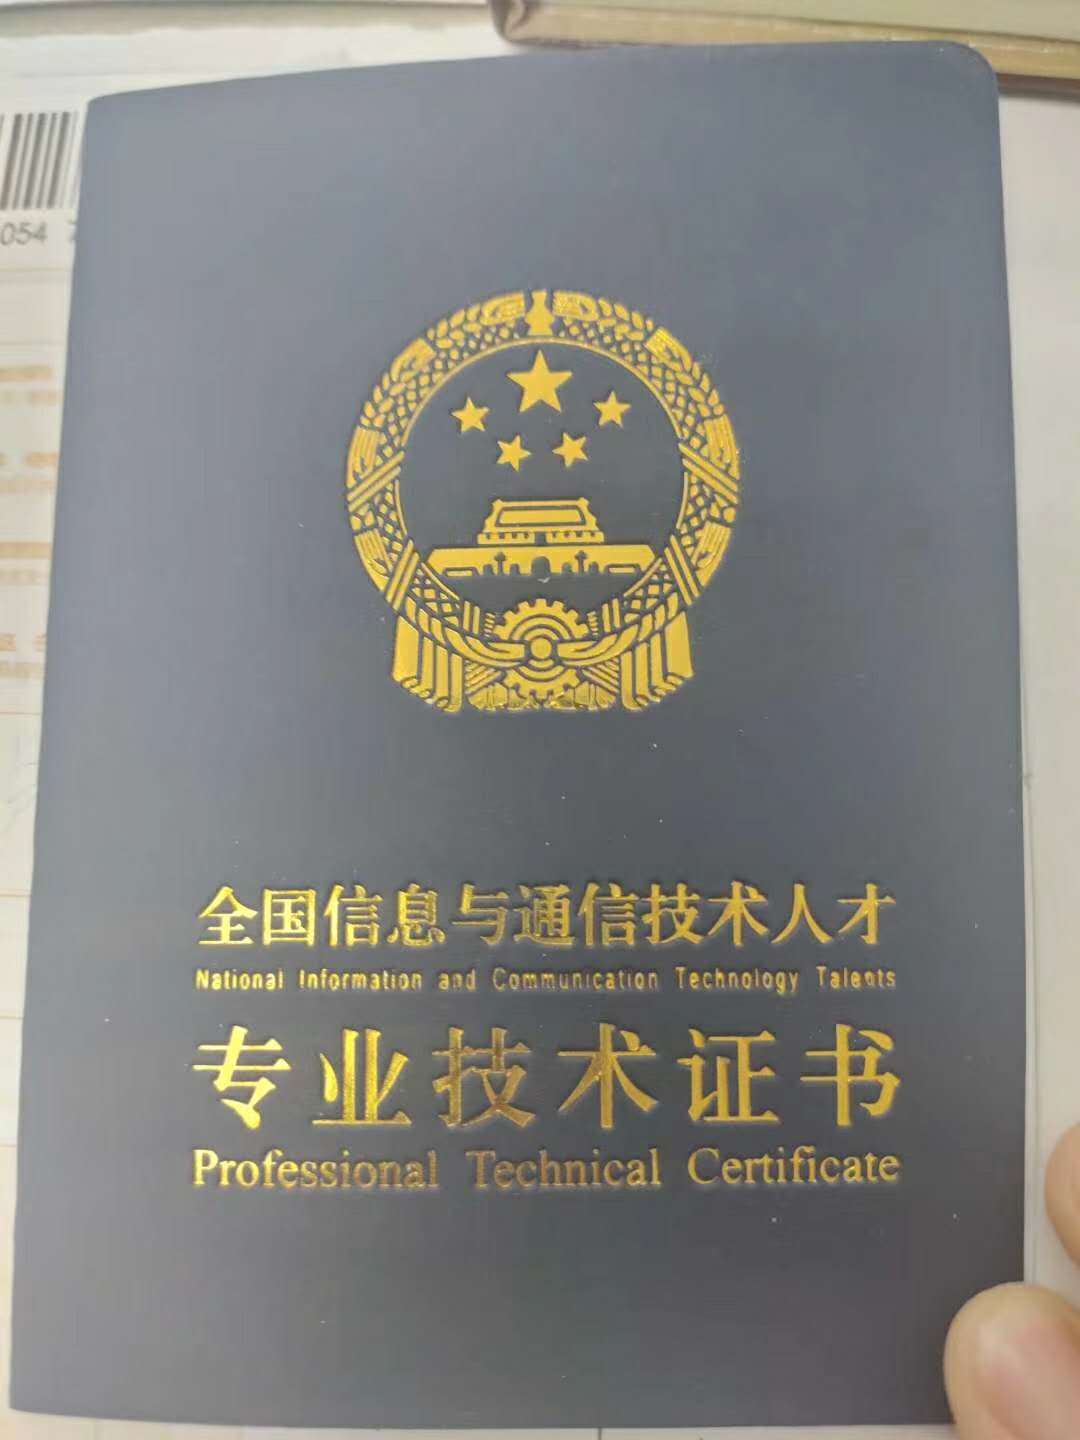 054
全国信息与通信技术人才
National Information and Communication Technology Talents
专业技术证书
Professional Technical Certificate